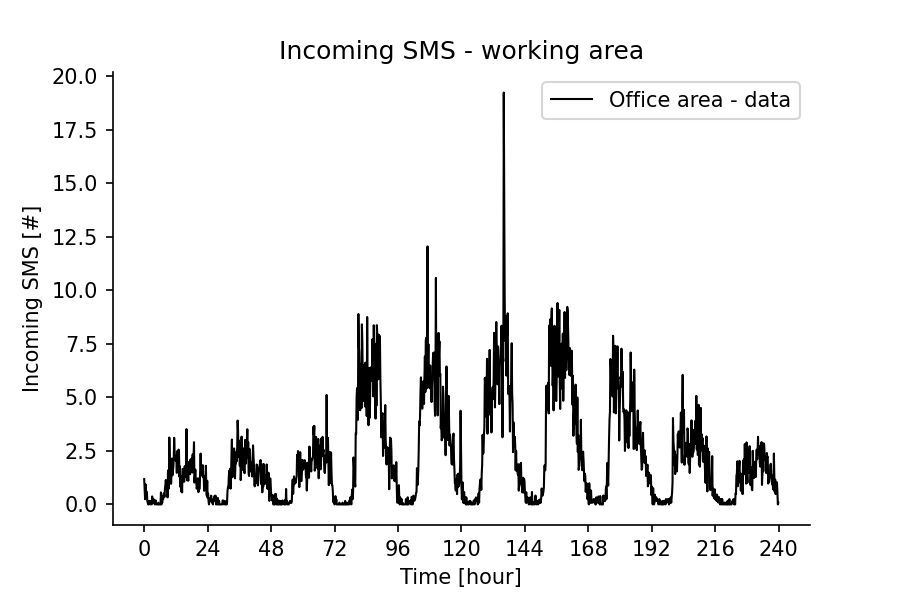 Incoming SMS - working area
Office area - data
20.0
17.5
15.0
12.5
10.0
7.5
5.0
2.5
0.0
Incoming SMS [#]
0 24 48 72 96 120 144 168 192 216 240
Time [hour]